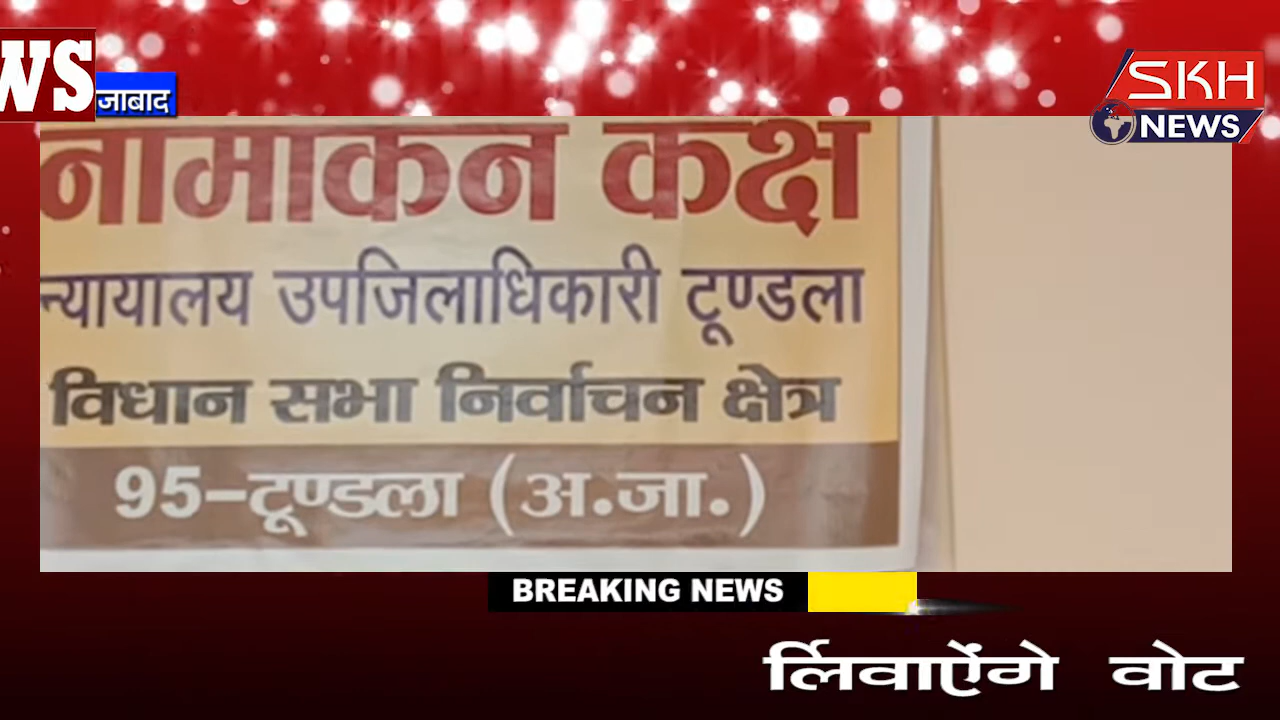 WS
जाबाद
SKH
NEWS
नामांकन कक्ष
न्यायालय उपजिलाधिकारी टूण्डला
विधान सभा निर्वाचन क्षेत्र
95-टूण्डला (अ.जा.)
BREAKING NEWS
र्लिवाऐंगे वोट